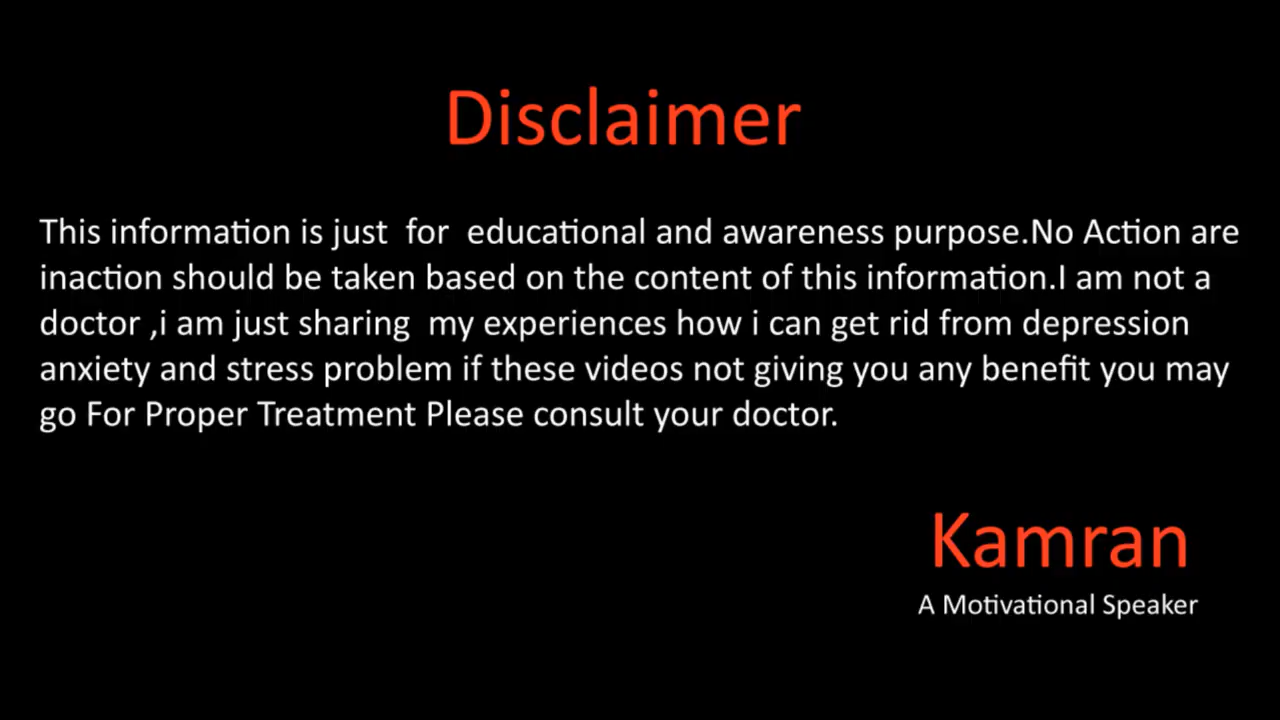 Disclaimer
This information is just  for  educational and awareness purpose.No Action are
inaction should be taken based on the content of this information.I am not a
doctor ,i am just sharing  my experiences how i can get rid from depression
anxiety and stress problem if these videos not giving you any benefit you may
go For Proper Treatment Please consult your doctor.
Kamran
A Motivational Speaker